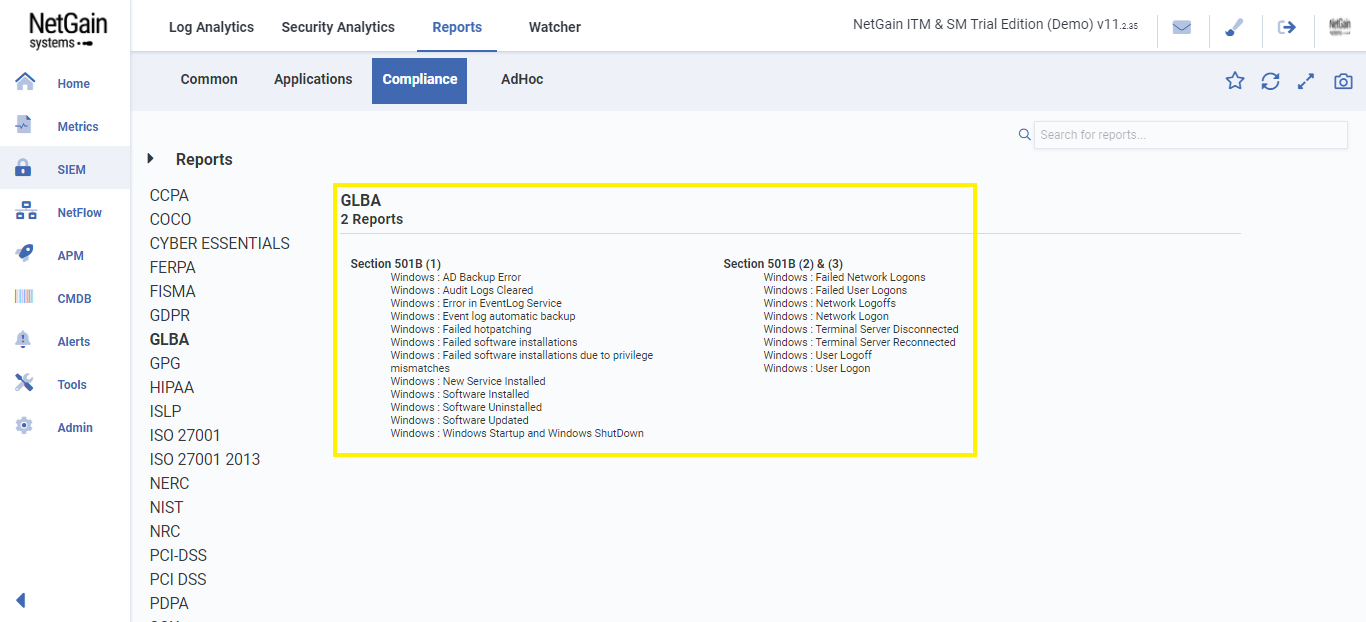 NetGain
systems
Log Analytics
Security Analytics
Reports
Watcher
NetGain ITM & SM Trial Edition (Demo) v11.2.35
NetGain
Home
Metrics
SIEM
NetFlow
APM
CMDB
Alerts
Tools
Admin
Common
Applications
Compliance
AdHoc
Search for reports...
Reports
CCPA
COCO
CYBER ESSENTIALS
FERPA
FISMA
GDPR
GLBA
GPG
HIPAA
ISLP
ISO 27001
ISO 27001 2013
NERC
NIST
NRC
PCI-DSS
PCI DSS
PDPA
GLBA
2 Reports
Section 501B (1)
Windows : AD Backup Error
Windows : Audit Logs Cleared
Windows : Error in EventLog Service
Windows : Event log automatic backup
Windows : Failed hotpatching
Windows : Failed software installations
Windows : Failed software installations due to privilege
mismatches
Windows : New Service Installed
Windows : Software Installed
Windows : Software Uninstalled
Windows : Software Updated
Windows : Windows Startup and Windows ShutDown
Section 501B (2) & (3)
Windows : Failed Network Logons
Windows : Failed User Logons
Windows : Network Logoffs
Windows : Network Logon
Windows : Terminal Server Disconnected
Windows : Terminal Server Reconnected
Windows : User Logoff
Windows : User Logon